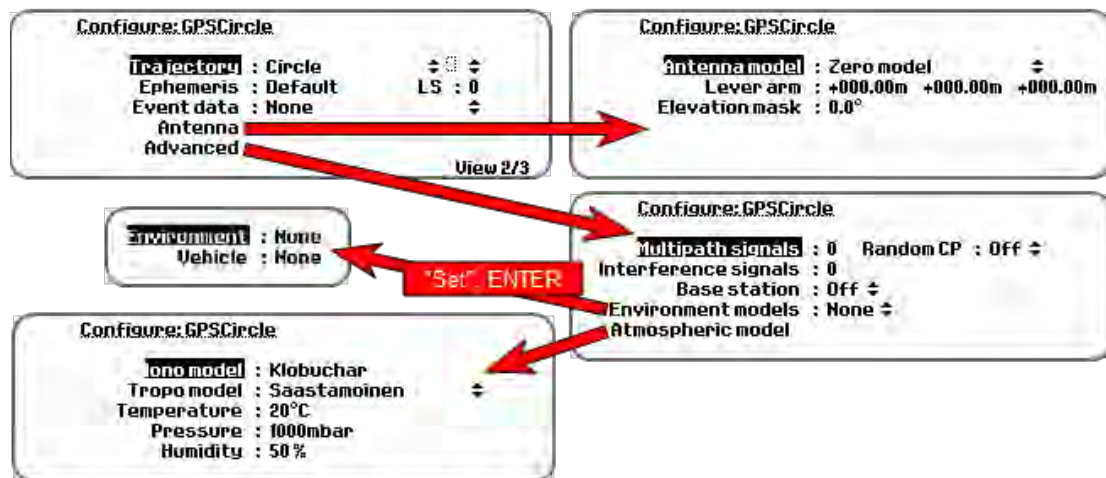 Configure: GPSCircle
Trajectory : Circle
Ephemeris : Default LS : 0
Event data : None
Antenna
Advanced
View 2/3
Configure: GPSCircle
Antenna model : Zero model
Lever arm : +000.00m +000.00m +000.00m
Elevation mask : 0.0°
Environment : None
Vehicle : None
"Set", ENTER
Configure: GPSCircle
Multipath signals : 0 Random CP : Off
Interference signals : 0
Base station : Off
Environment models : None
Atmospheric model
Configure: GPSCircle
Iono model : Klobuchar
Tropo model : Saastamoinen
Temperature : 20°C
Pressure : 1000mbar
Humidity : 50%